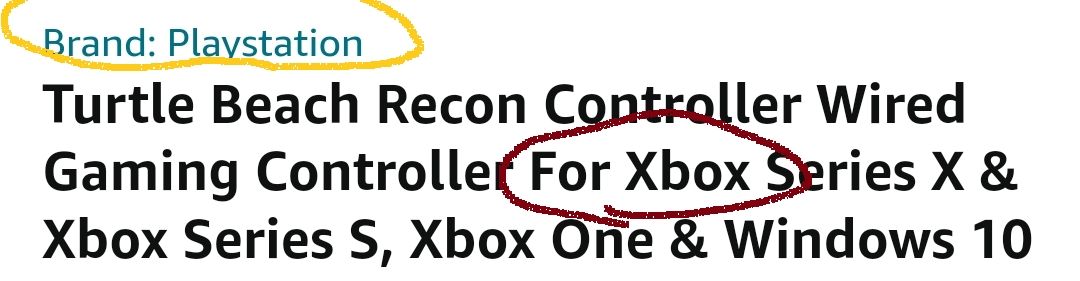 Brand: Playstation
Turtle Beach Recon Controller Wired
Gaming Controller For Xbox Series X &
Xbox Series S, Xbox One & Windows 10